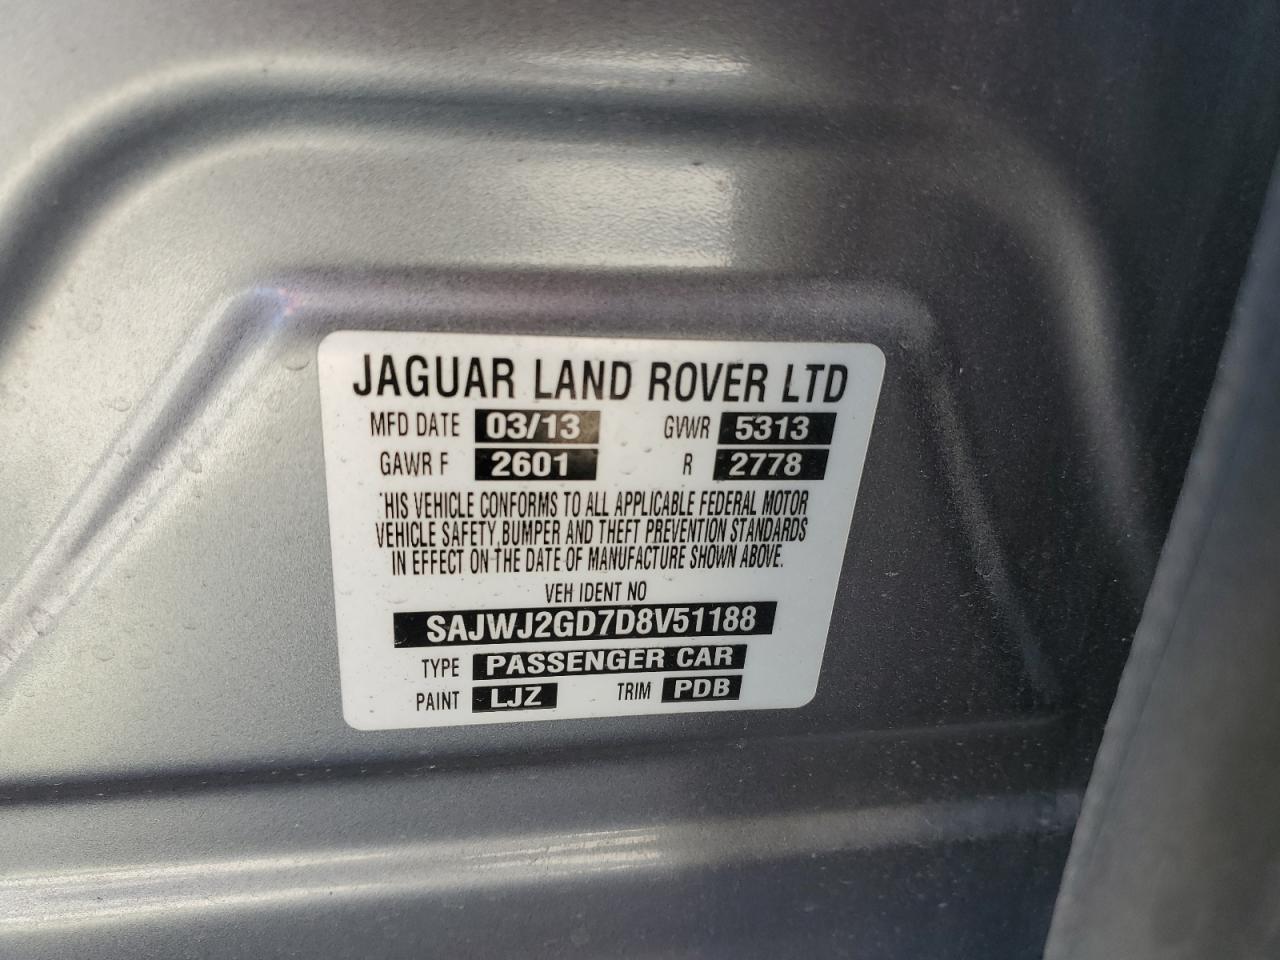 JAGUAR LAND ROVER LTD
MFD DATE 03/13 GVWR 5313
GAWR F 2601 R 2778
HIS VEHICLE CONFORMS TO ALL APPLICABLE FEDERAL MOTOR
VEHICLE SAFETY, BUMPER AND THEFT PREVENTION STANDARDS
IN EFFECT ON THE DATE OF MANUFACTURE SHOWN ABOVE.
VEH IDENT NO
SAJWJ2GD7D8V51188
TYPE PASSENGER CAR
PAINT LJZ TRIM PDB